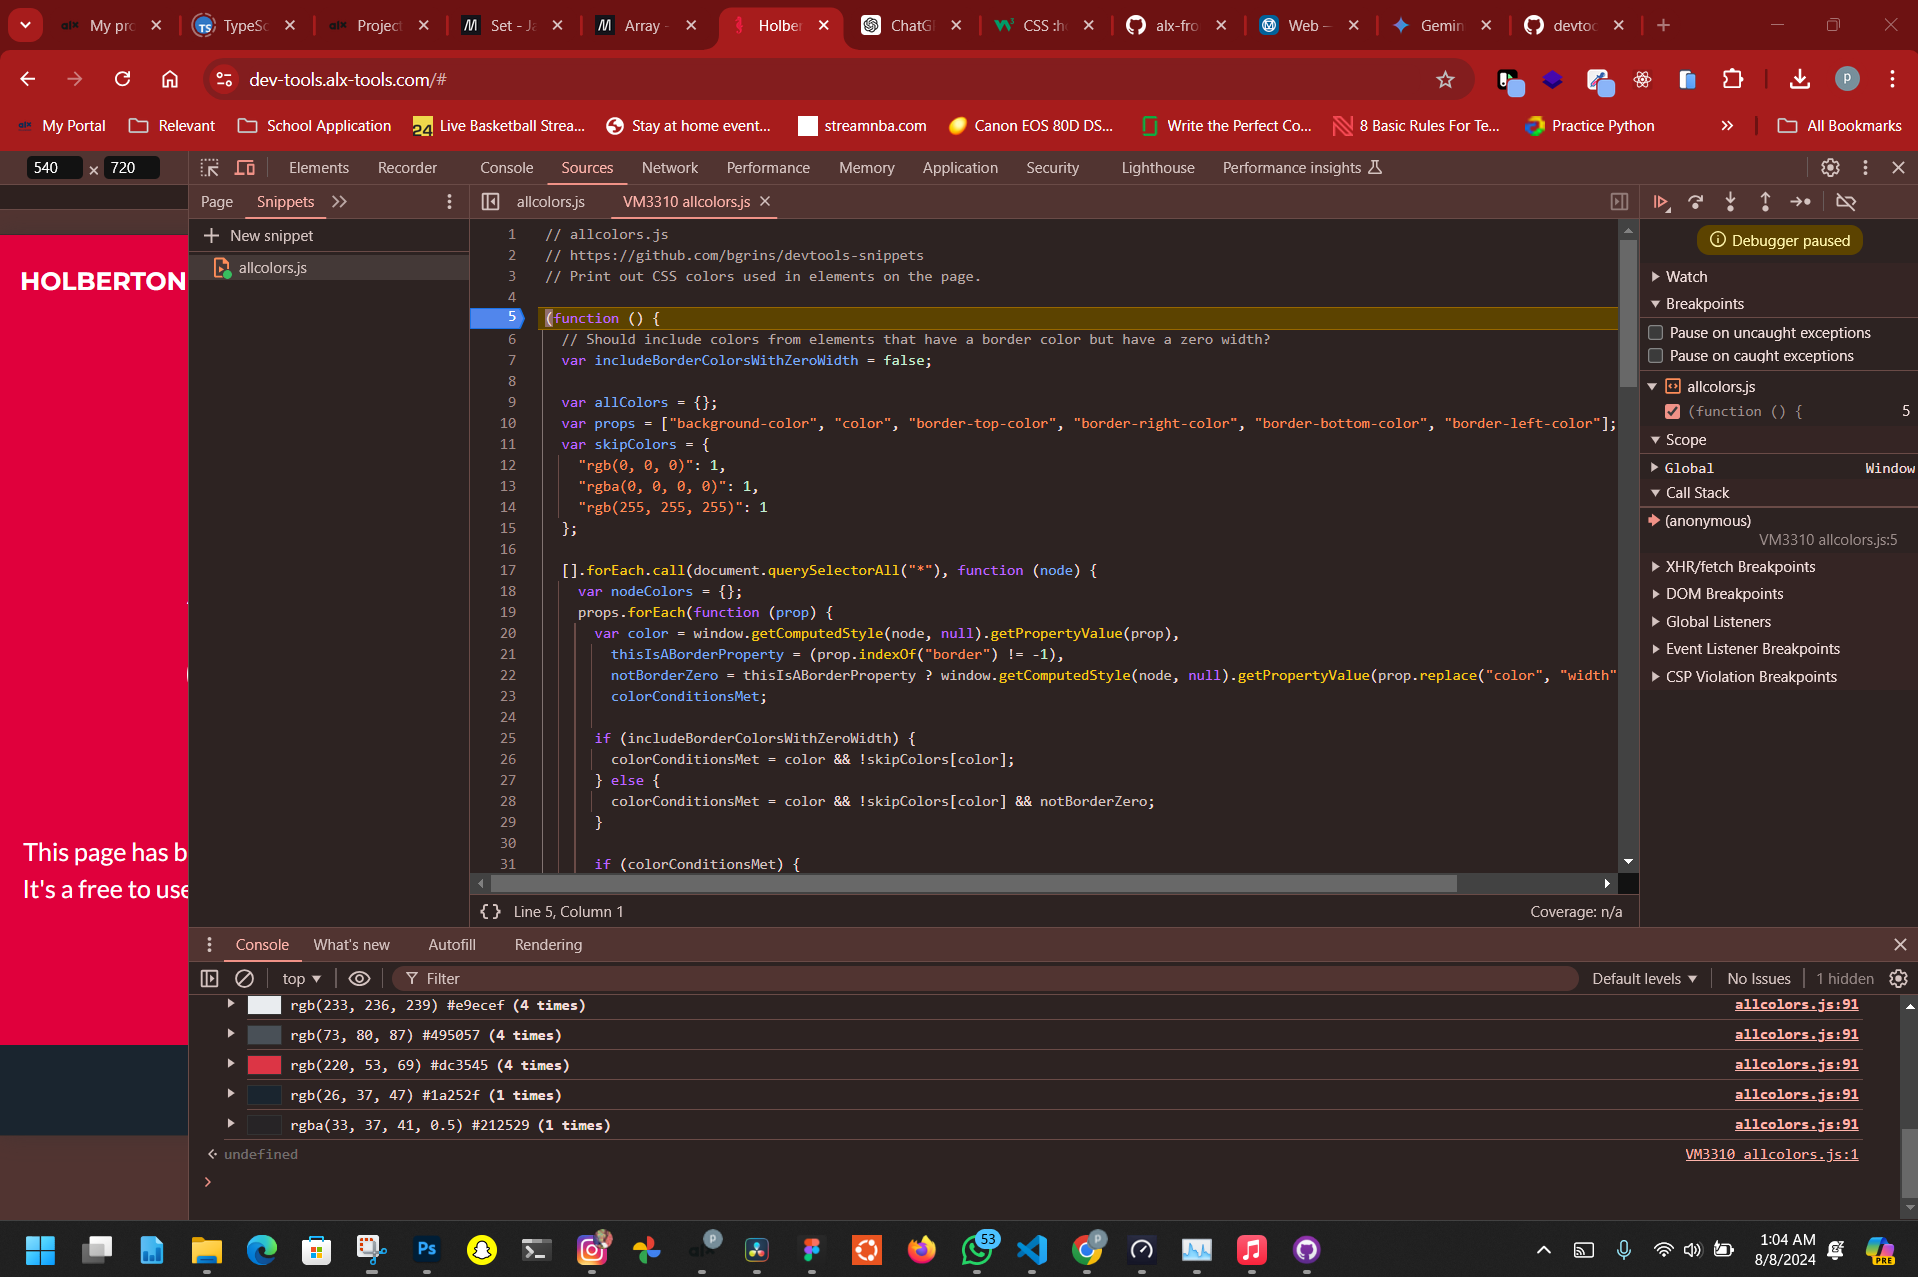 My pro
TypeSc
Project
Set - Ja
Array -
Holber
ChatG
CSS :h
alx-fro
Web –
Gemin
devtoo
dev-tools.alx-tools.com/#
My Portal
Relevant
School Application
Live Basketball Strea...
Stay at home event...
streamnba.com
Canon EOS 80D DS...
Write the Perfect Co...
8 Basic Rules For Te...
Practice Python
All Bookmarks
540 × 720
Elements
Recorder
Console
Sources
Network
Performance
Memory
Application
Security
Lighthouse
Performance insights
Page
Snippets
allcolors.js
VM3310 allcolors.js
New snippet
allcolors.js
HOLBERTON
This page has b
It's a free to use
1 // allcolors.js
2 // https://github.com/bgrins/devtools-snippets
3 // Print out CSS colors used in elements on the page.
4
5 (function () {
6 // Should include colors from elements that have a border color but have a zero width?
7 var includeBorderColorsWithZeroWidth = false;
8
9 var allColors = {};
10 var props = ["background-color", "color", "border-top-color", "border-right-color", "border-bottom-color", "border-left-color"];
11 var skipColors = {
12 "rgb(0, 0, 0)": 1,
13 "rgba(0, 0, 0, 0)": 1,
14 "rgb(255, 255, 255)": 1
15 };
16
17 [].forEach.call(document.querySelectorAll("*"), function (node) {
18 var nodeColors = {};
19 props.forEach(function (prop) {
20 var color = window.getComputedStyle(node, null).getPropertyValue(prop),
21 thisIsABorderProperty = (prop.indexOf("border") != -1),
22 notBorderZero = thisIsABorderProperty ? window.getComputedStyle(node, null).getPropertyValue(prop.replace("color", "width"
23 colorConditionsMet;
24
25 if (includeBorderColorsWithZeroWidth) {
26 colorConditionsMet = color && !skipColors[color];
27 } else {
28 colorConditionsMet = color && !skipColors[color] && notBorderZero;
29 }
30
31 if (colorConditionsMet) {
{} Line 5, Column 1
Coverage: n/a
Debugger paused
Watch
Breakpoints
Pause on uncaught exceptions
Pause on caught exceptions
allcolors.js
(function () { 5
Scope
Global Window
Call Stack
(anonymous)
VM3310 allcolors.js:5
XHR/fetch Breakpoints
DOM Breakpoints
Global Listeners
Event Listener Breakpoints
CSP Violation Breakpoints
Console
What's new
Autofill
Rendering
top
Filter
Default levels
No Issues
1 hidden
rgb(233, 236, 239) #e9ecef (4 times) allcolors.js:91
rgb(73, 80, 87) #495057 (4 times) allcolors.js:91
rgb(220, 53, 69) #dc3545 (4 times) allcolors.js:91
rgb(26, 37, 47) #1a252f (1 times) allcolors.js:91
rgba(33, 37, 41, 0.5) #212529 (1 times) allcolors.js:91
undefined VM3310 allcolors.js:1
Ps
53
1:04 AM
8/8/2024
PRE